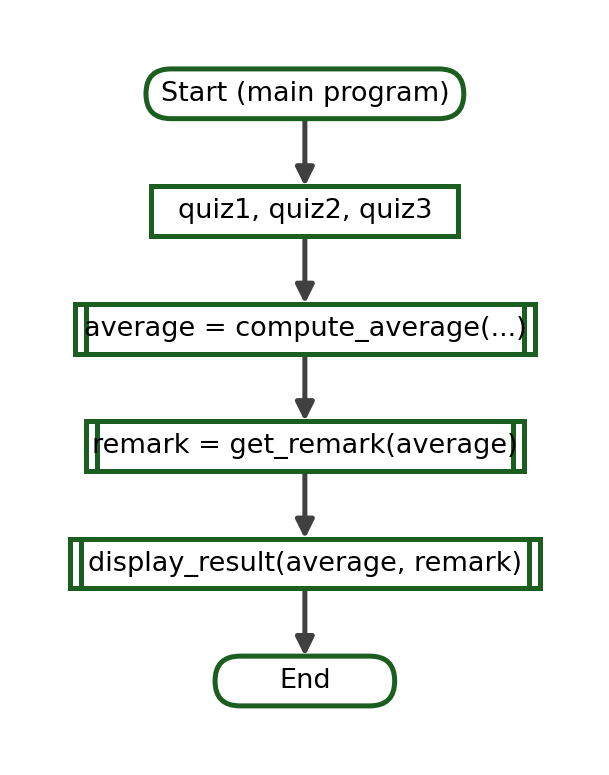 Start (main program)
quiz1, quiz2, quiz3
average = compute_average(...)
remark = get_remark(average)
display_result(average, remark)
End